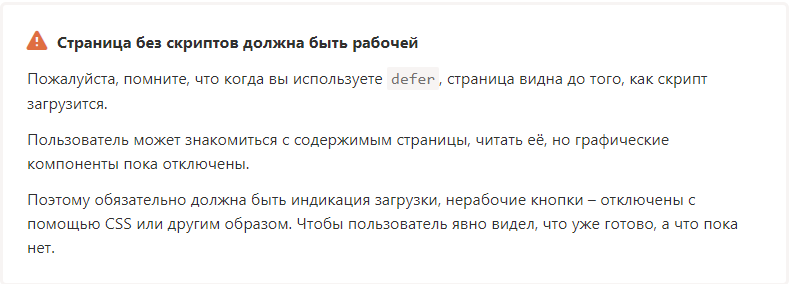 Страница без скриптов должна быть рабочей
Пожалуйста, помните, что когда вы используете defer, страница видна до того, как скрипт
загрузится.
Пользователь может знакомиться с содержимым страницы, читать её, но графические
компоненты пока отключены.
Поэтому обязательно должна быть индикация загрузки, нерабочие кнопки – отключены с
помощью CSS или другим образом. Чтобы пользователь явно видел, что уже готово, а что пока
нет.